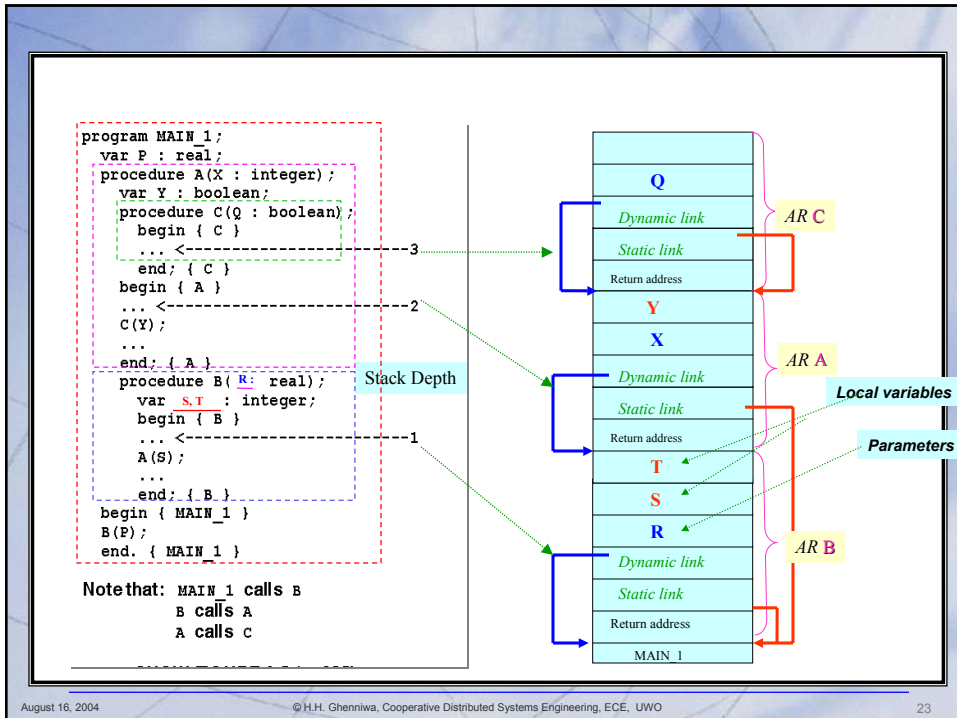 program MAIN_1;
var P : real;
procedure A(X : integer);
var Y : boolean;
procedure C(Q : boolean);
begin { C }
... <-----------------------3
end; { C }
begin { A }
... <-------------------------2
C(Y);
...
end; { A }
procedure B( R : real);
var S, T : integer;
begin { B }
... <-----------------------1
A(S);
...
end; { B }
begin { MAIN_1 }
B(P);
end. { MAIN_1 }
Note that: MAIN_1 calls B
B calls A
A calls C
Stack Depth
Q
Dynamic link
Static link
Return address
Y
X
Dynamic link
Static link
Return address
T
S
R
Dynamic link
Static link
Return address
MAIN_1
AR C
AR A
AR B
Local variables
Parameters
August 16, 2004
© H.H. Ghenniwa, Cooperative Distributed Systems Engineering, ECE, UWO
23